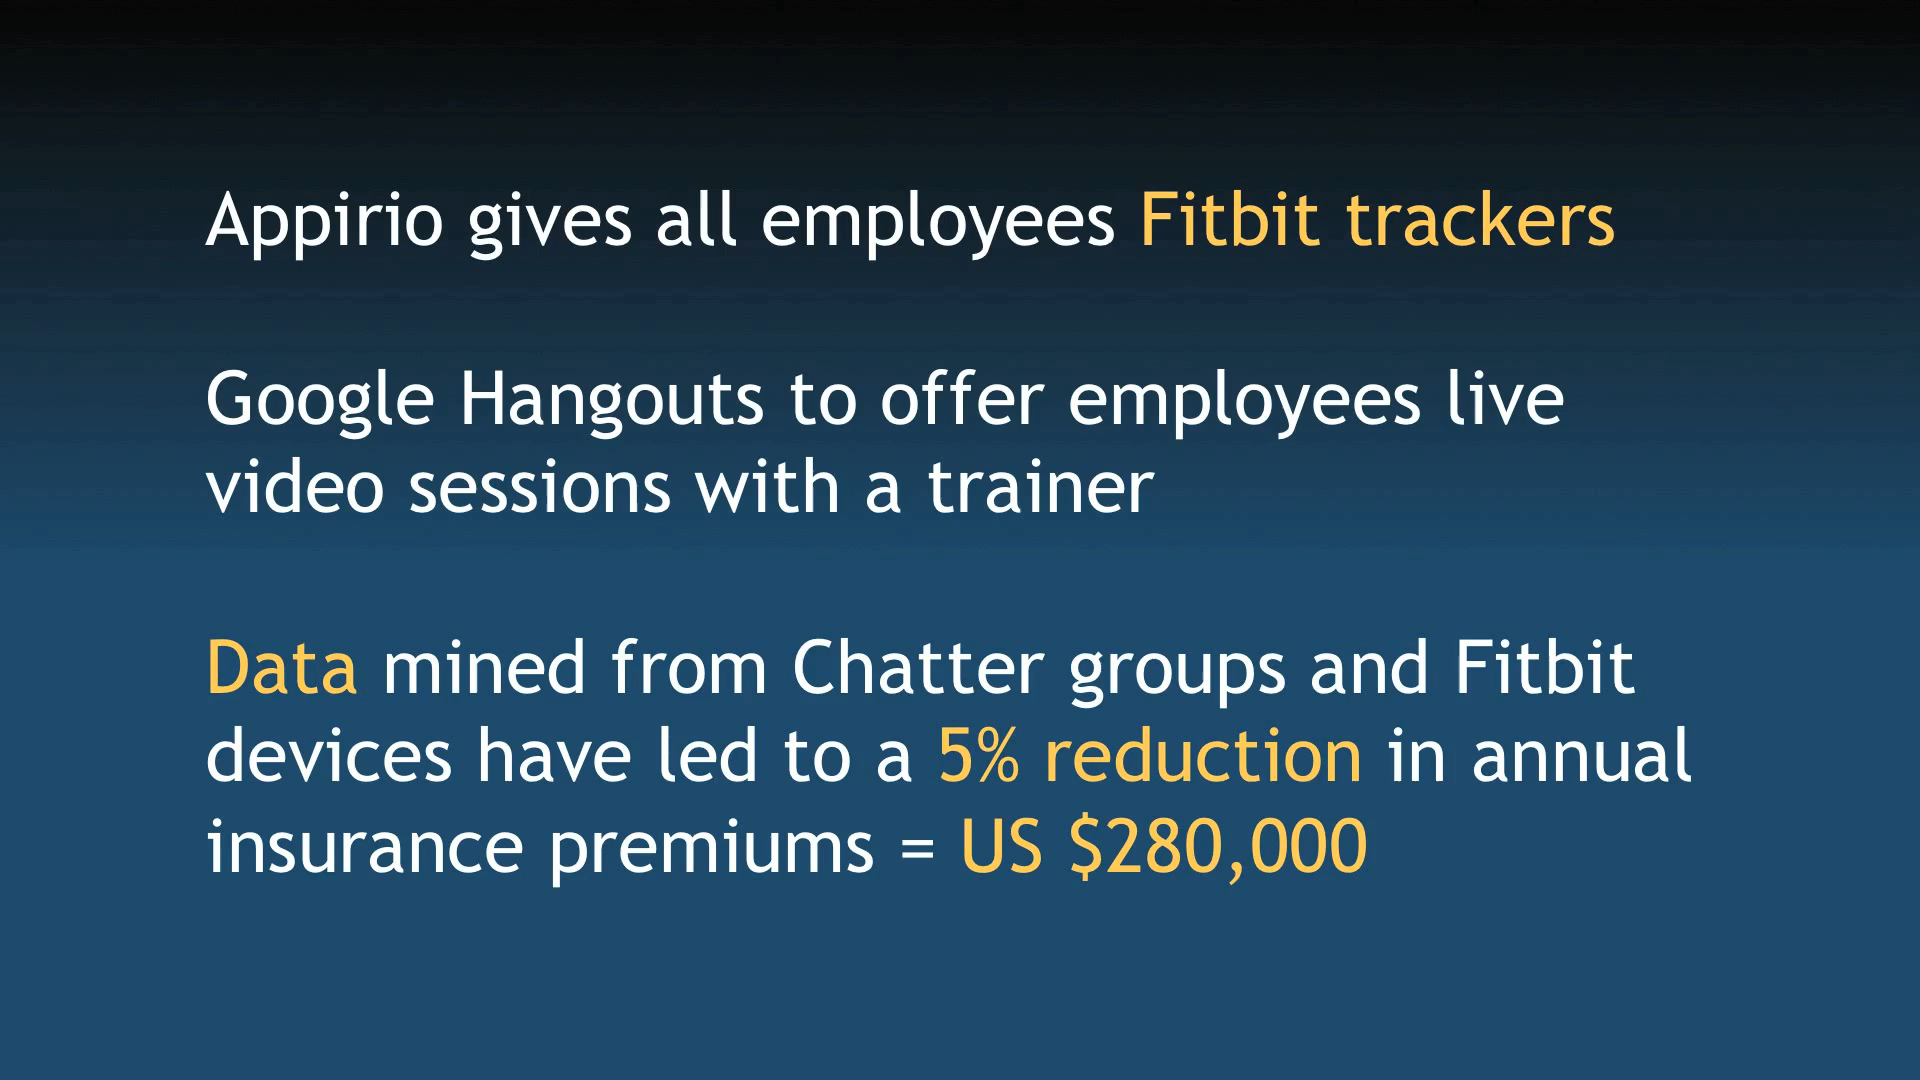 Appirio gives all employees Fitbit trackers
Google Hangouts to offer employees live
video sessions with a trainer
Data mined from Chatter groups and Fitbit
devices have led to a 5% reduction in annual
insurance premiums = US $280,000